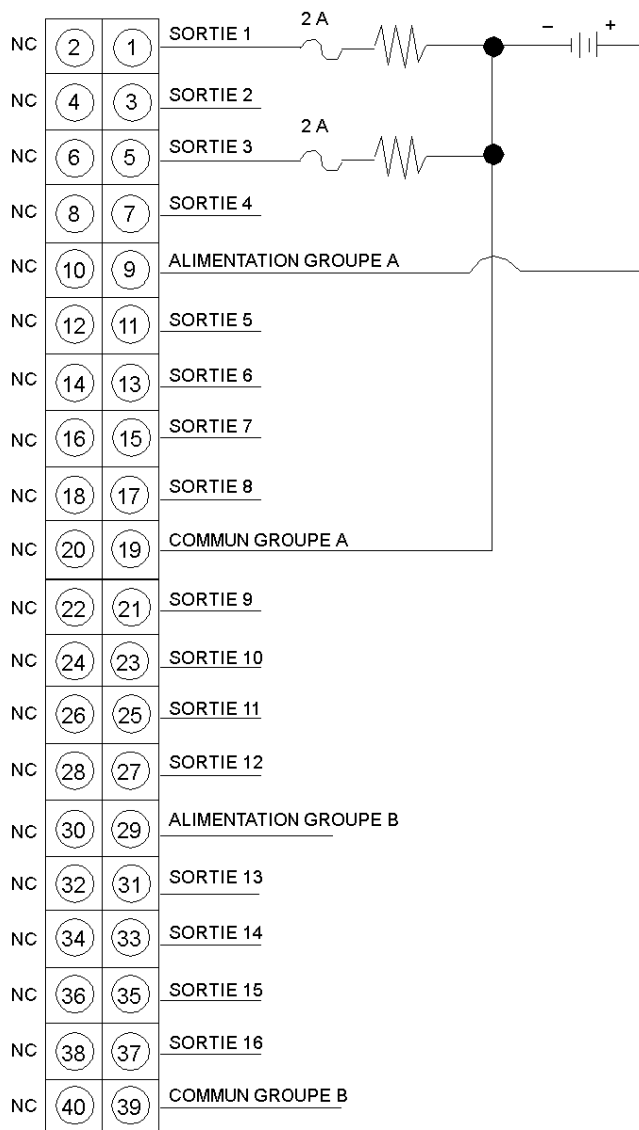 2 A
NC 2 1 SORTIE 1 − +
NC 4 3 SORTIE 2
2 A
NC 6 5 SORTIE 3
NC 8 7 SORTIE 4
NC 10 9 ALIMENTATION GROUPE A
NC 12 11 SORTIE 5
NC 14 13 SORTIE 6
NC 16 15 SORTIE 7
NC 18 17 SORTIE 8
NC 20 19 COMMUN GROUPE A
NC 22 21 SORTIE 9
NC 24 23 SORTIE 10
NC 26 25 SORTIE 11
NC 28 27 SORTIE 12
NC 30 29 ALIMENTATION GROUPE B
NC 32 31 SORTIE 13
NC 34 33 SORTIE 14
NC 36 35 SORTIE 15
NC 38 37 SORTIE 16
NC 40 39 COMMUN GROUPE B